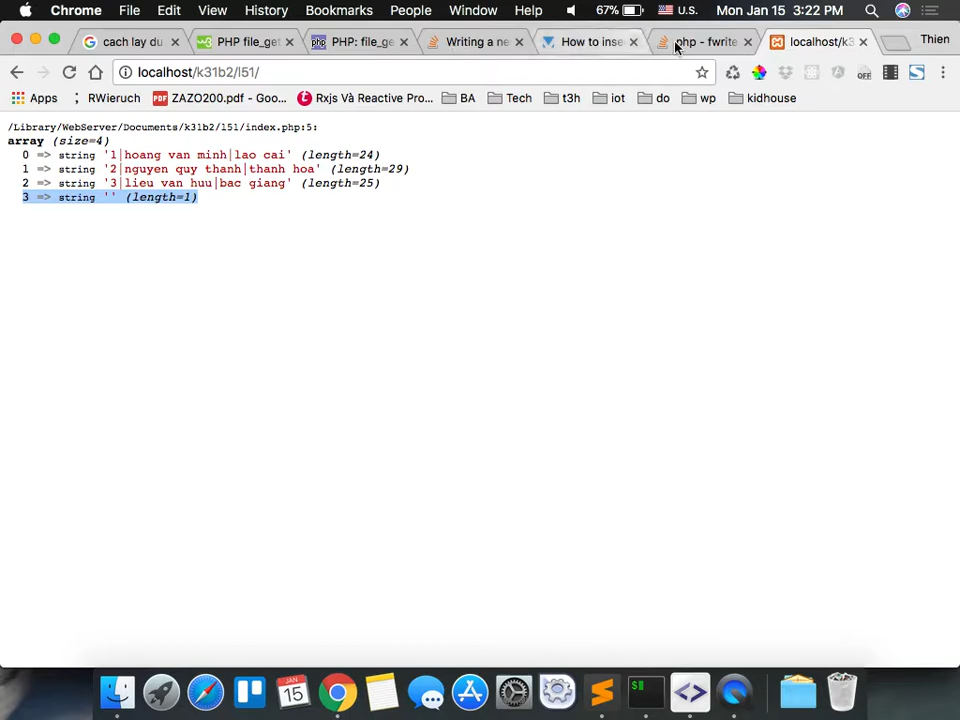 Chrome File Edit View History Bookmarks People Window Help 67% U.S. Mon Jan 15 3:22 PM
cach lay du PHP file_get PHP: file_ge Writing a ne How to inse php - fwrite localhost/k3 Thien
localhost/k31b2/l51/
Apps RWieruch ZAZO200.pdf - Goo... Rxjs Và Reactive Pro... BA Tech t3h iot do wp kidhouse
/Library/WebServer/Documents/k31b2/l51/index.php:5:
array (size=4)
0 => string '1|hoang van minh|lao cai' (length=24)
1 => string '2|nguyen quy thanh|thanh hoa' (length=29)
2 => string '3|lieu van huu|bac giang' (length=25)
3 => string '' (length=1)
JAN
15